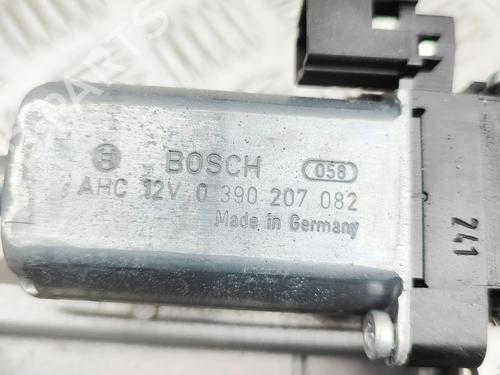 BOSCH 058
AHC 12V 0 390 207 082
Made in Germany
241